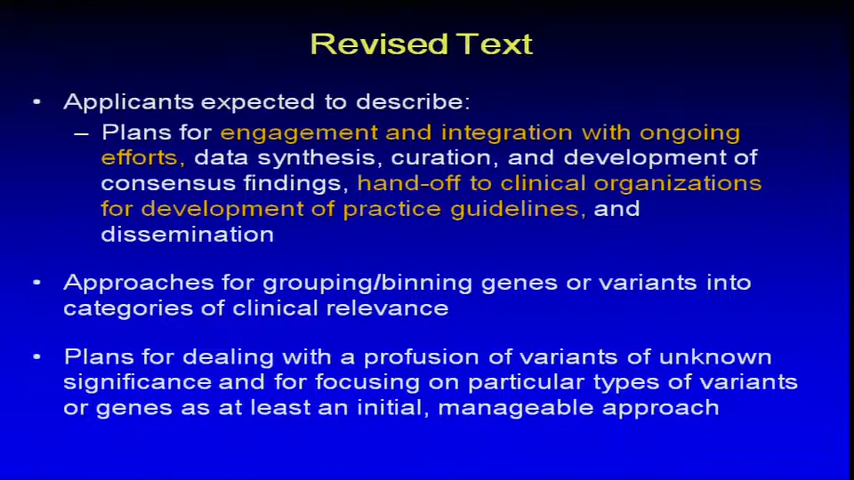 Revised Text
• Applicants expected to describe:
– Plans for engagement and integration with ongoing
efforts, data synthesis, curation, and development of
consensus findings, hand-off to clinical organizations
for development of practice guidelines, and
dissemination
• Approaches for grouping/binning genes or variants into
categories of clinical relevance
• Plans for dealing with a profusion of variants of unknown
significance and for focusing on particular types of variants
or genes as at least an initial, manageable approach